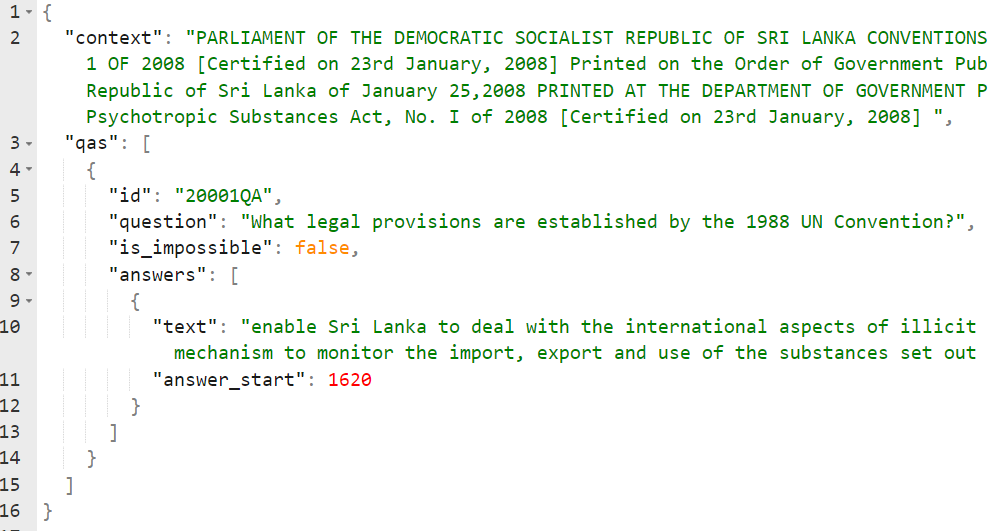 1 {
2 "context": "PARLIAMENT OF THE DEMOCRATIC SOCIALIST REPUBLIC OF SRI LANKA CONVENTIONS
1 OF 2008 [Certified on 23rd January, 2008] Printed on the Order of Government Pub
Republic of Sri Lanka of January 25,2008 PRINTED AT THE DEPARTMENT OF GOVERNMENT P
Psychotropic Substances Act, No. I of 2008 [Certified on 23rd January, 2008] ",
3 "qas": [
4 {
5 "id": "20001QA",
6 "question": "What legal provisions are established by the 1988 UN Convention?",
7 "is_impossible": false,
8 "answers": [
9 {
10 "text": "enable Sri Lanka to deal with the international aspects of illicit
mechanism to monitor the import, export and use of the substances set out
11 "answer_start": 1620
12 }
13 ]
14 }
15 ]
16 }